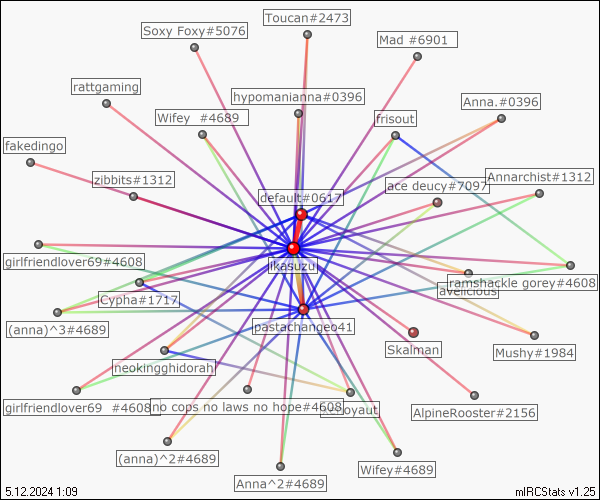 Toucan#2473
Soxy Foxy#5076
Mad #6901
rattgaming
hypomanianna#0396
Anna.#0396
Wifey #4689
frisout
fakedingo
zibbits#1312
ace deucy#7097
Annarchist#1312
default#0617
girlfriendlover69#4608
ikasuzu
ramshackle gorey#4608
Cypha#1717
(anna)^3#4689
pastachangeo41
Skalman
Mushy#1984
neokingghidorah
girlfriendlover69 #4608
no cops no laws no hope#4608
AlpineRooster#2156
(anna)^2#4689
Anna^2#4689
Wifey#4689
5.12.2024 1:09
mIRCStats v1.25